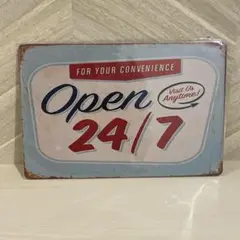 FOR YOUR CONVENIENCE
Open
Visit Us
Anytime!
24/7